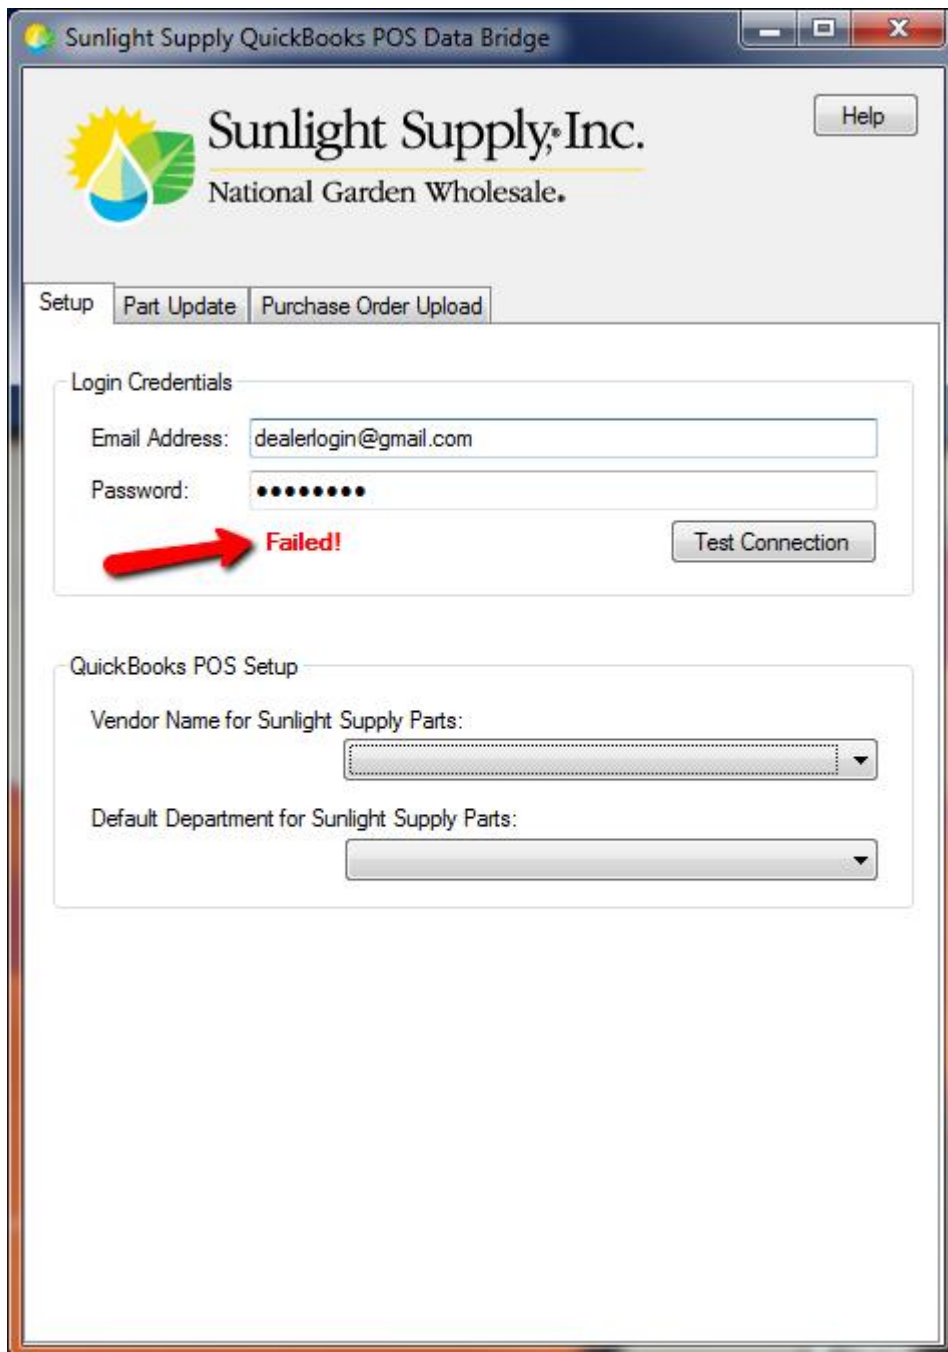 Sunlight Supply QuickBooks POS Data Bridge
Sunlight Supply, Inc.
National Garden Wholesale.
Help
Setup
Part Update
Purchase Order Upload
Login Credentials
Email Address: dealerlogin@gmail.com
Password: ●●●●●●●●
Failed!
Test Connection
QuickBooks POS Setup
Vendor Name for Sunlight Supply Parts:
Default Department for Sunlight Supply Parts: